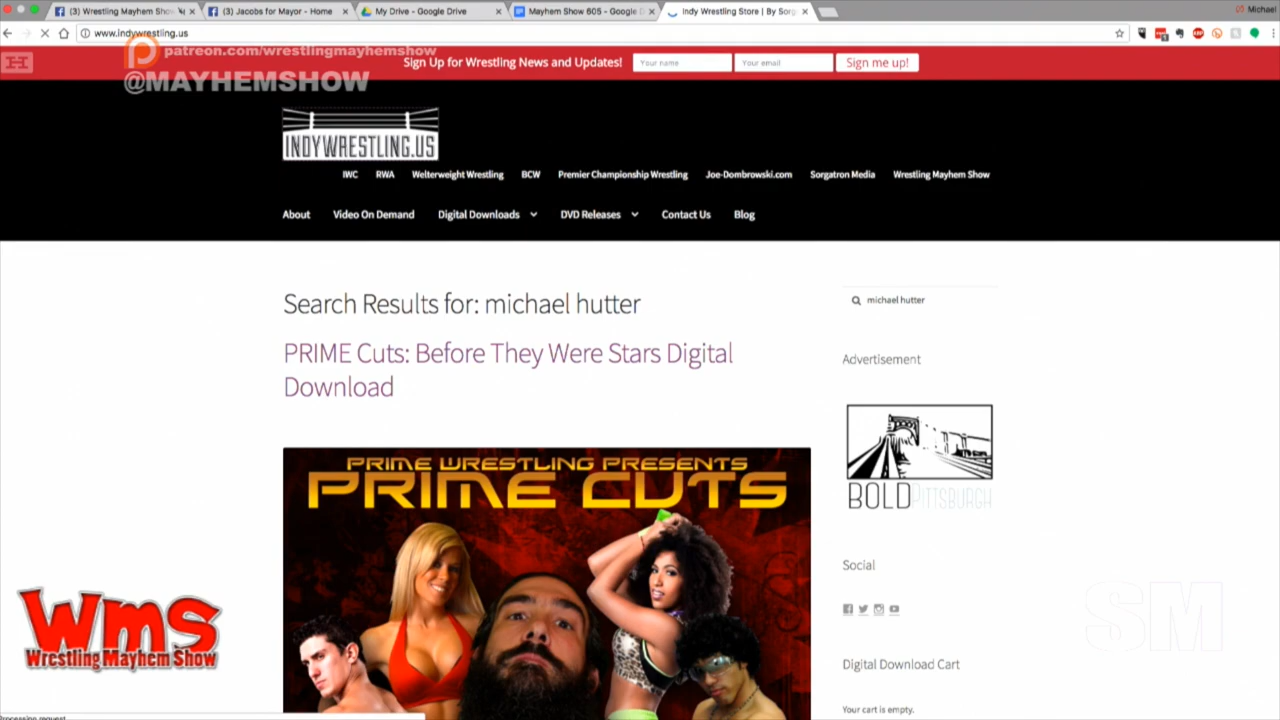 (3) Wrestling Mayhem Sho
(3) Jacobs for Mayor - Home
My Drive - Google Drive
Mayhem Show 605 - Google D
Indy Wrestling Store | By Sorg
Michael
www.indywrestling.us
patreon.com/wrestlingmayhemshow
@MAYHEMSHOW
Sign Up for Wrestling News and Updates!
Your name
Your email
Sign me up!
INDYWRESTLING.US
IWC RWA Welterweight Wrestling BCW Premier Championship Wrestling Joe-Dombrowski.com Sorgatron Media Wrestling Mayhem Show
About Video On Demand Digital Downloads DVD Releases Contact Us Blog
Search Results for: michael hutter
michael hutter
PRIME Cuts: Before They Were Stars Digital
Download
Advertisement
PRIME WRESTLING PRESENTS
PRIME CUTS
BOLDPITTSBURGH
Social
Digital Download Cart
Your cart is empty.
wms
Wrestling Mayhem Show
SM
Processing request